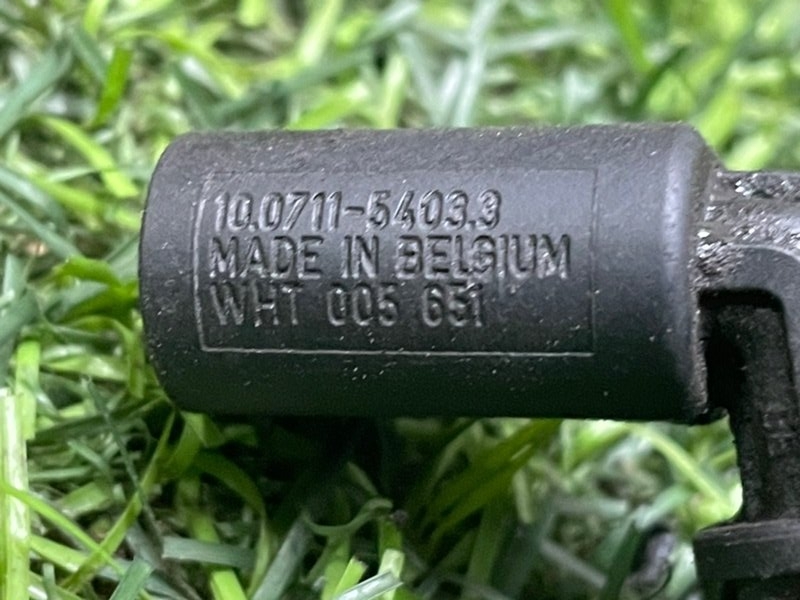 10.0711-5403.3
MADE IN BELGIUM
WHT 005 651